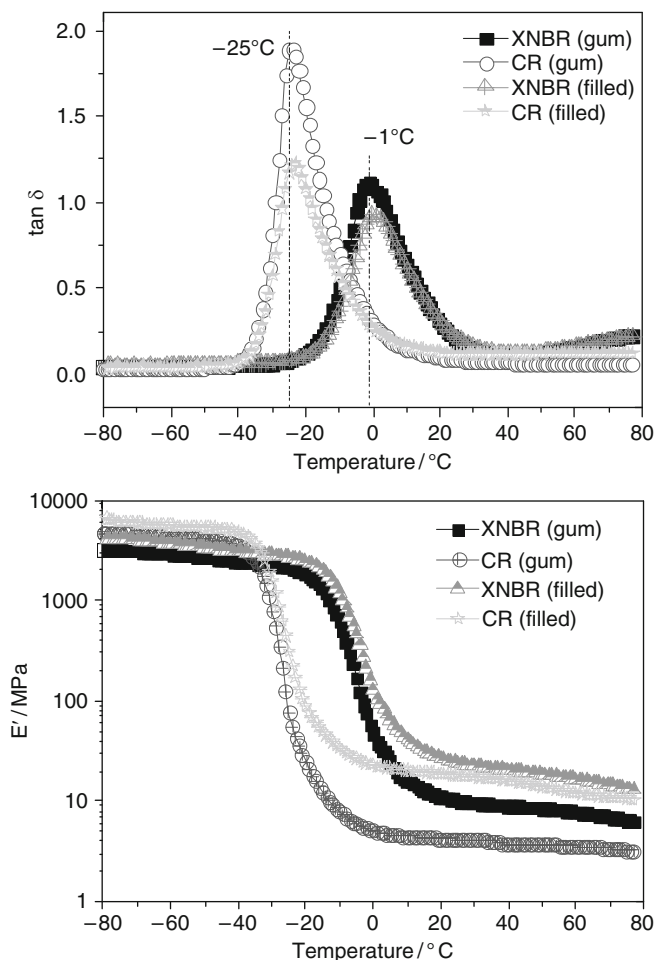 2.0
1.5
1.0
0.5
0.0
tan δ
−25°C
−1°C
XNBR (gum)
CR (gum)
XNBR (filled)
CR (filled)
−80 −60 −40 −20 0 20 40 60 80
Temperature / °C
10000
1000
100
10
1
E′ / MPa
XNBR (gum)
CR (gum)
XNBR (filled)
CR (filled)
−80 −60 −40 −20 0 20 40 60 80
Temperature / °C